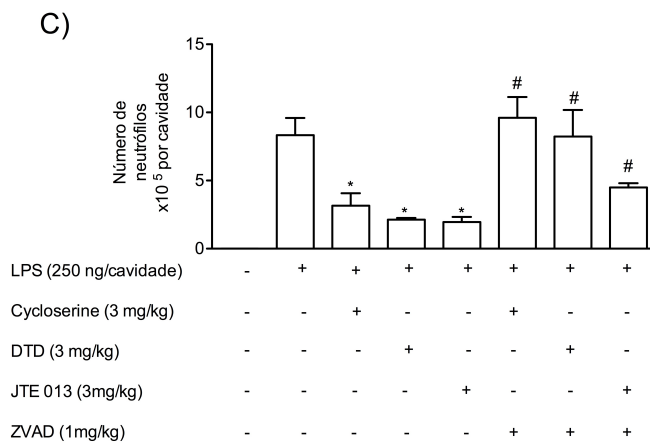 C)
15
10
5
0
Número de
neutrófilos
x10 5 por cavidade
* * * # # #
LPS (250 ng/cavidade) - + + + + + + +
Cycloserine (3 mg/kg) - - + - - + - -
DTD (3 mg/kg) - - - + - - + -
JTE 013 (3mg/kg) - - - - + - - +
ZVAD (1mg/kg) - - - - - + + +